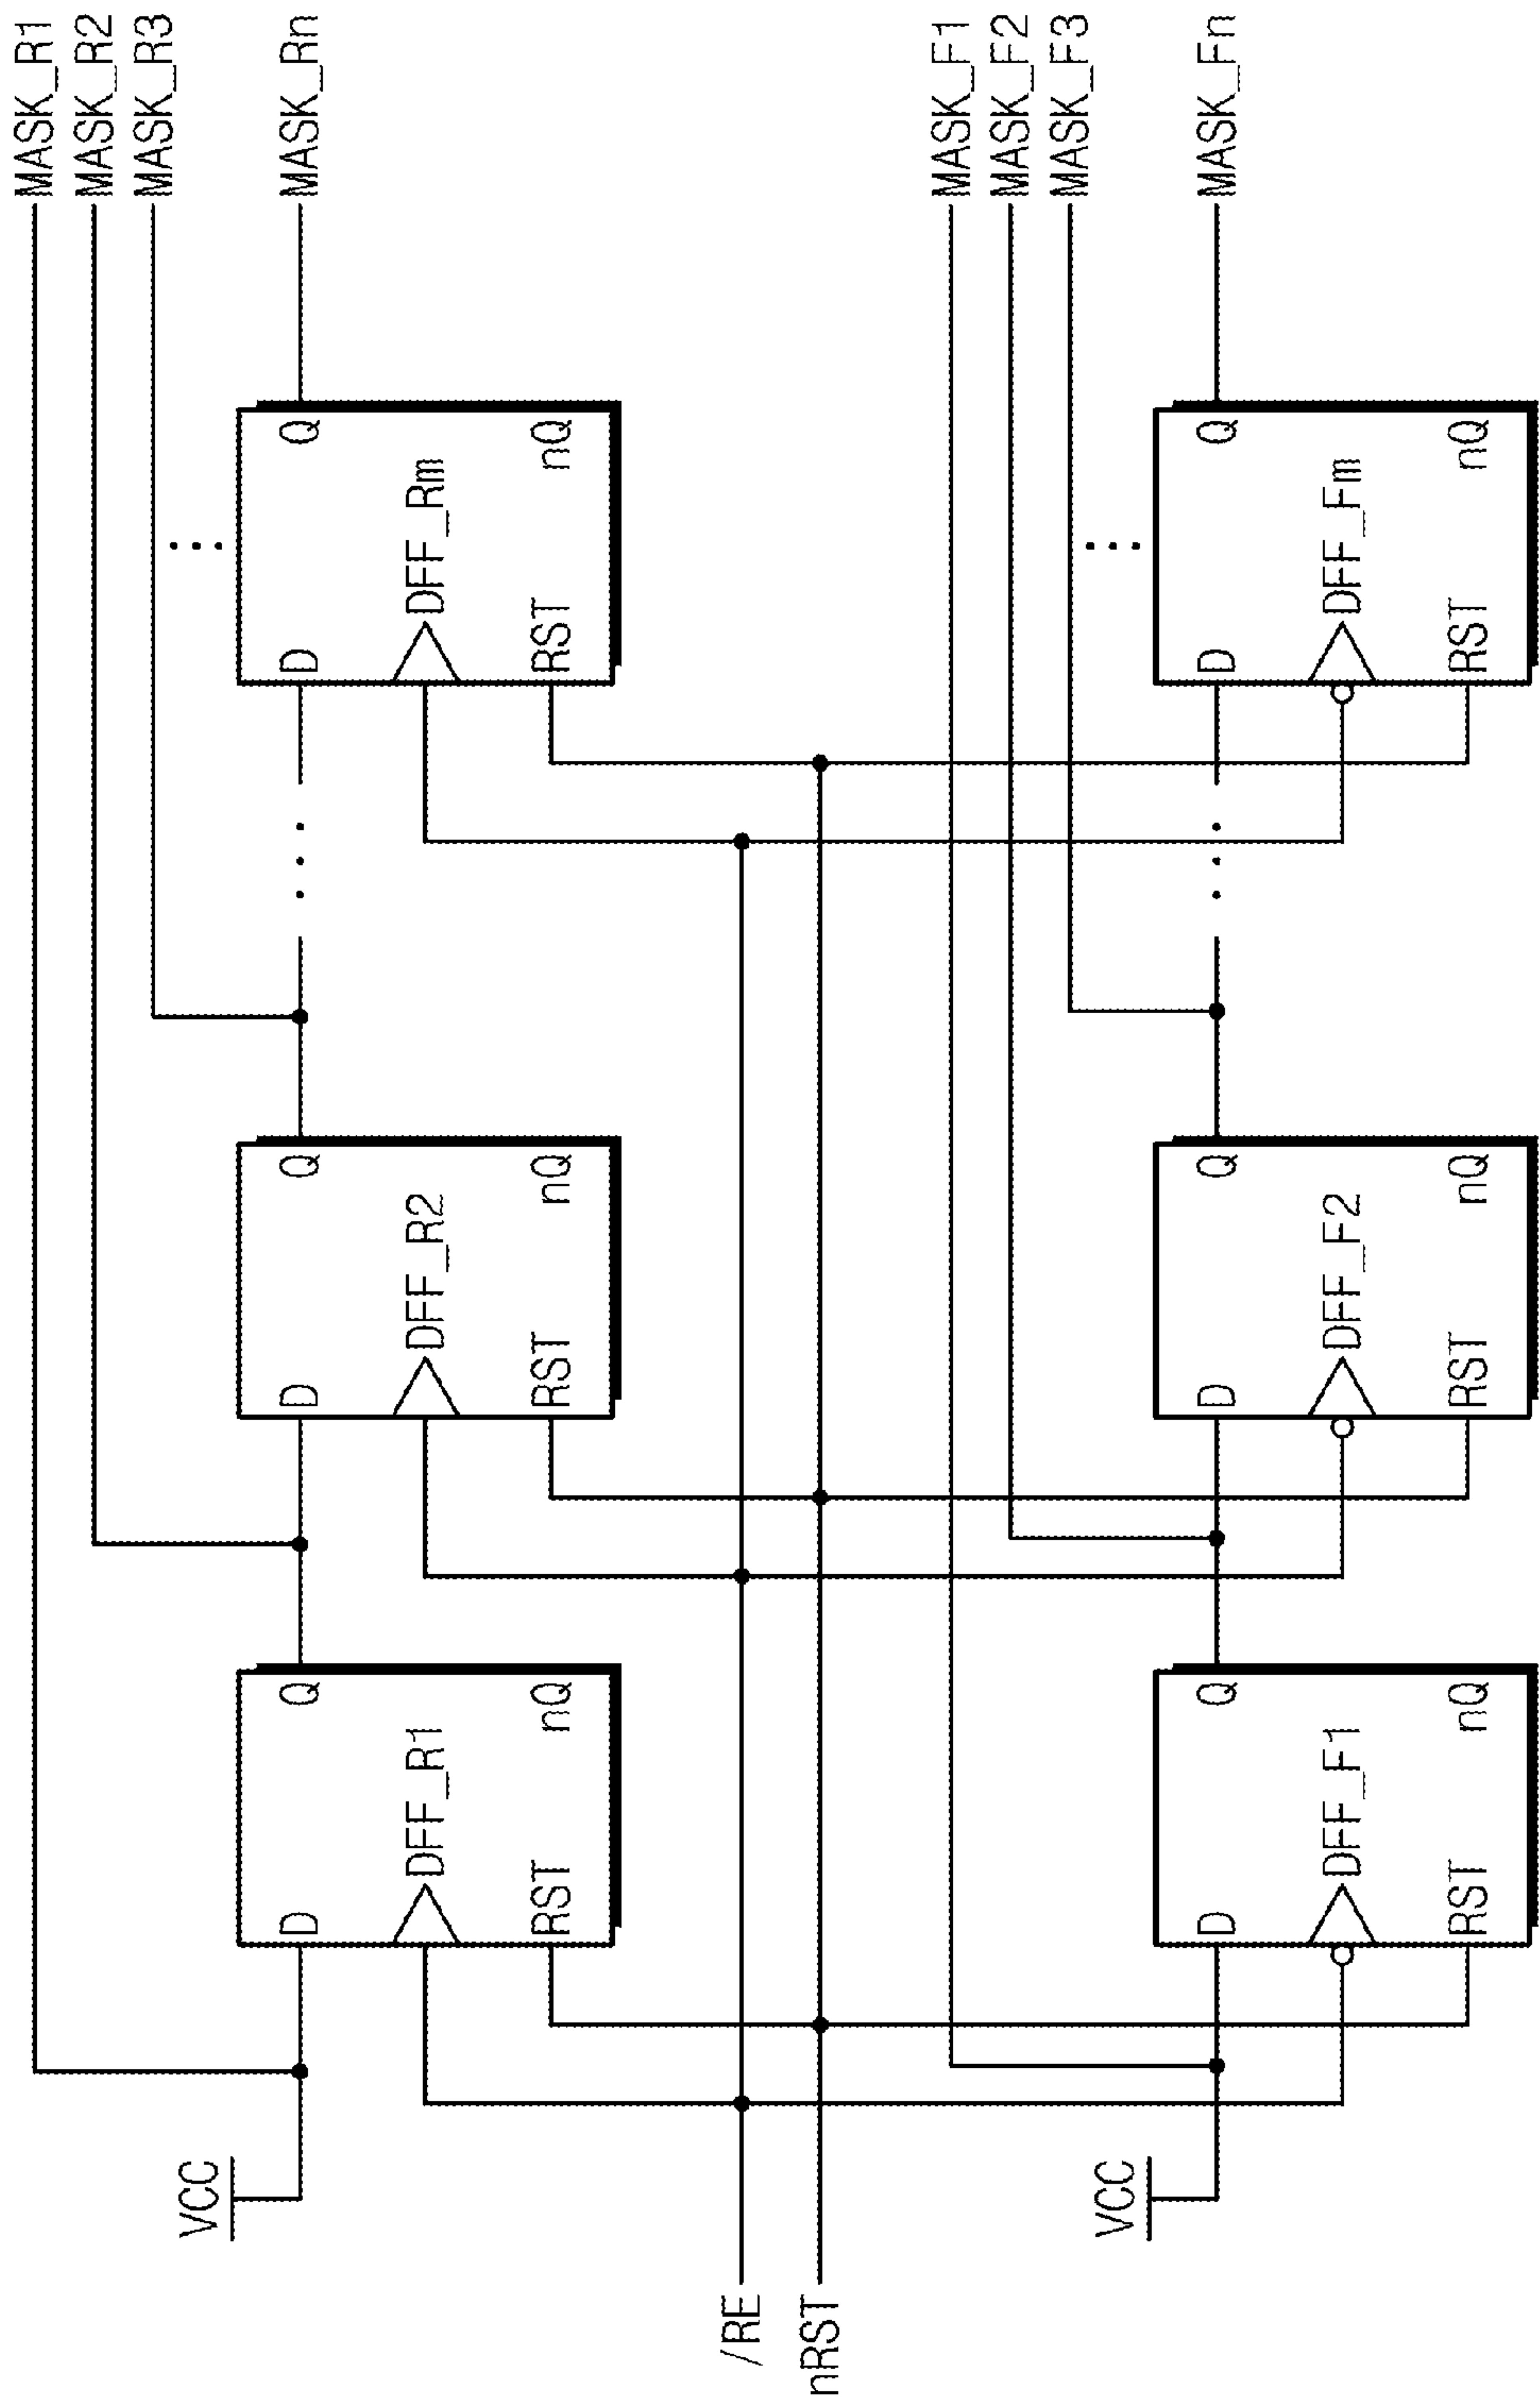 MASK_R1
MASK_R2
MASK_R3
MASK_Rn
VCC
D
Q
DFF_R1
RST
nQ
D
Q
DFF_R2
RST
nQ
D
Q
DFF_Rm
RST
nQ
/RE
nRST
MASK_F1
MASK_F2
MASK_F3
MASK_Fn
VCC
D
Q
DFF_F1
RST
nQ
D
Q
DFF_F2
RST
nQ
D
Q
DFF_Fm
RST
nQ